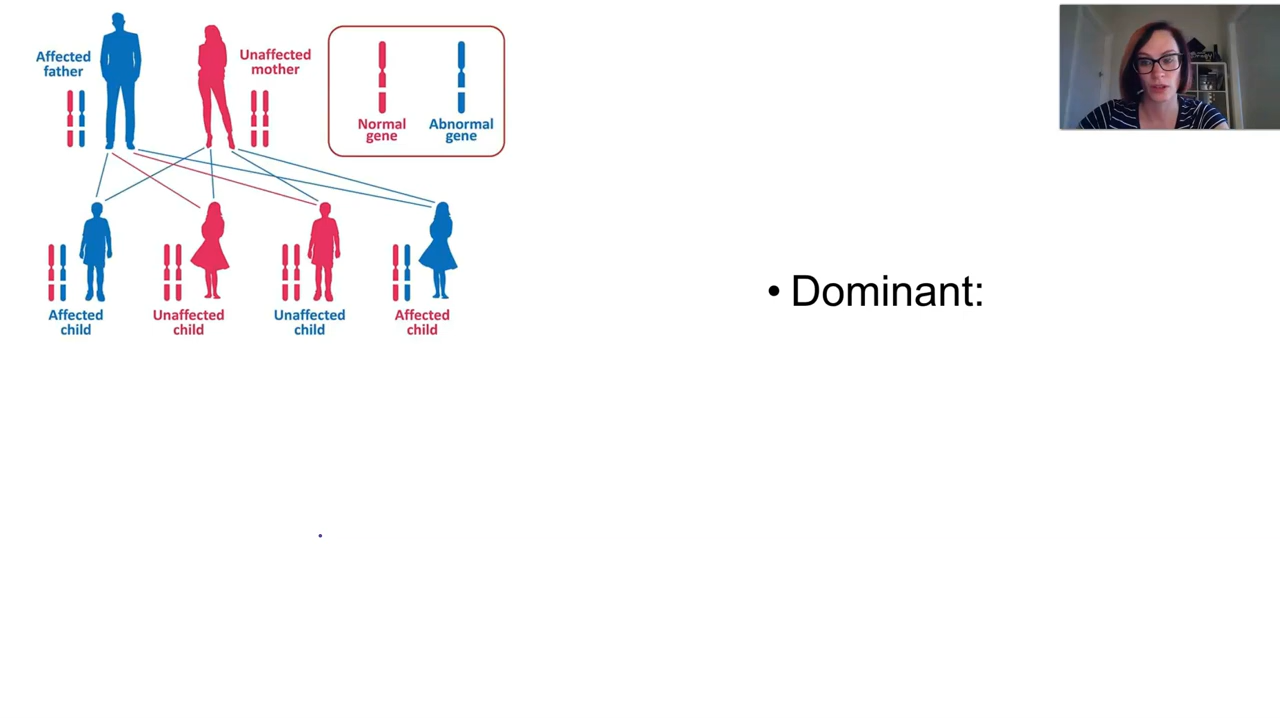 Affected
father
Unaffected
mother
Normal
gene
Abnormal
gene
Affected
child
Unaffected
child
Unaffected
child
Affected
child
• Dominant: